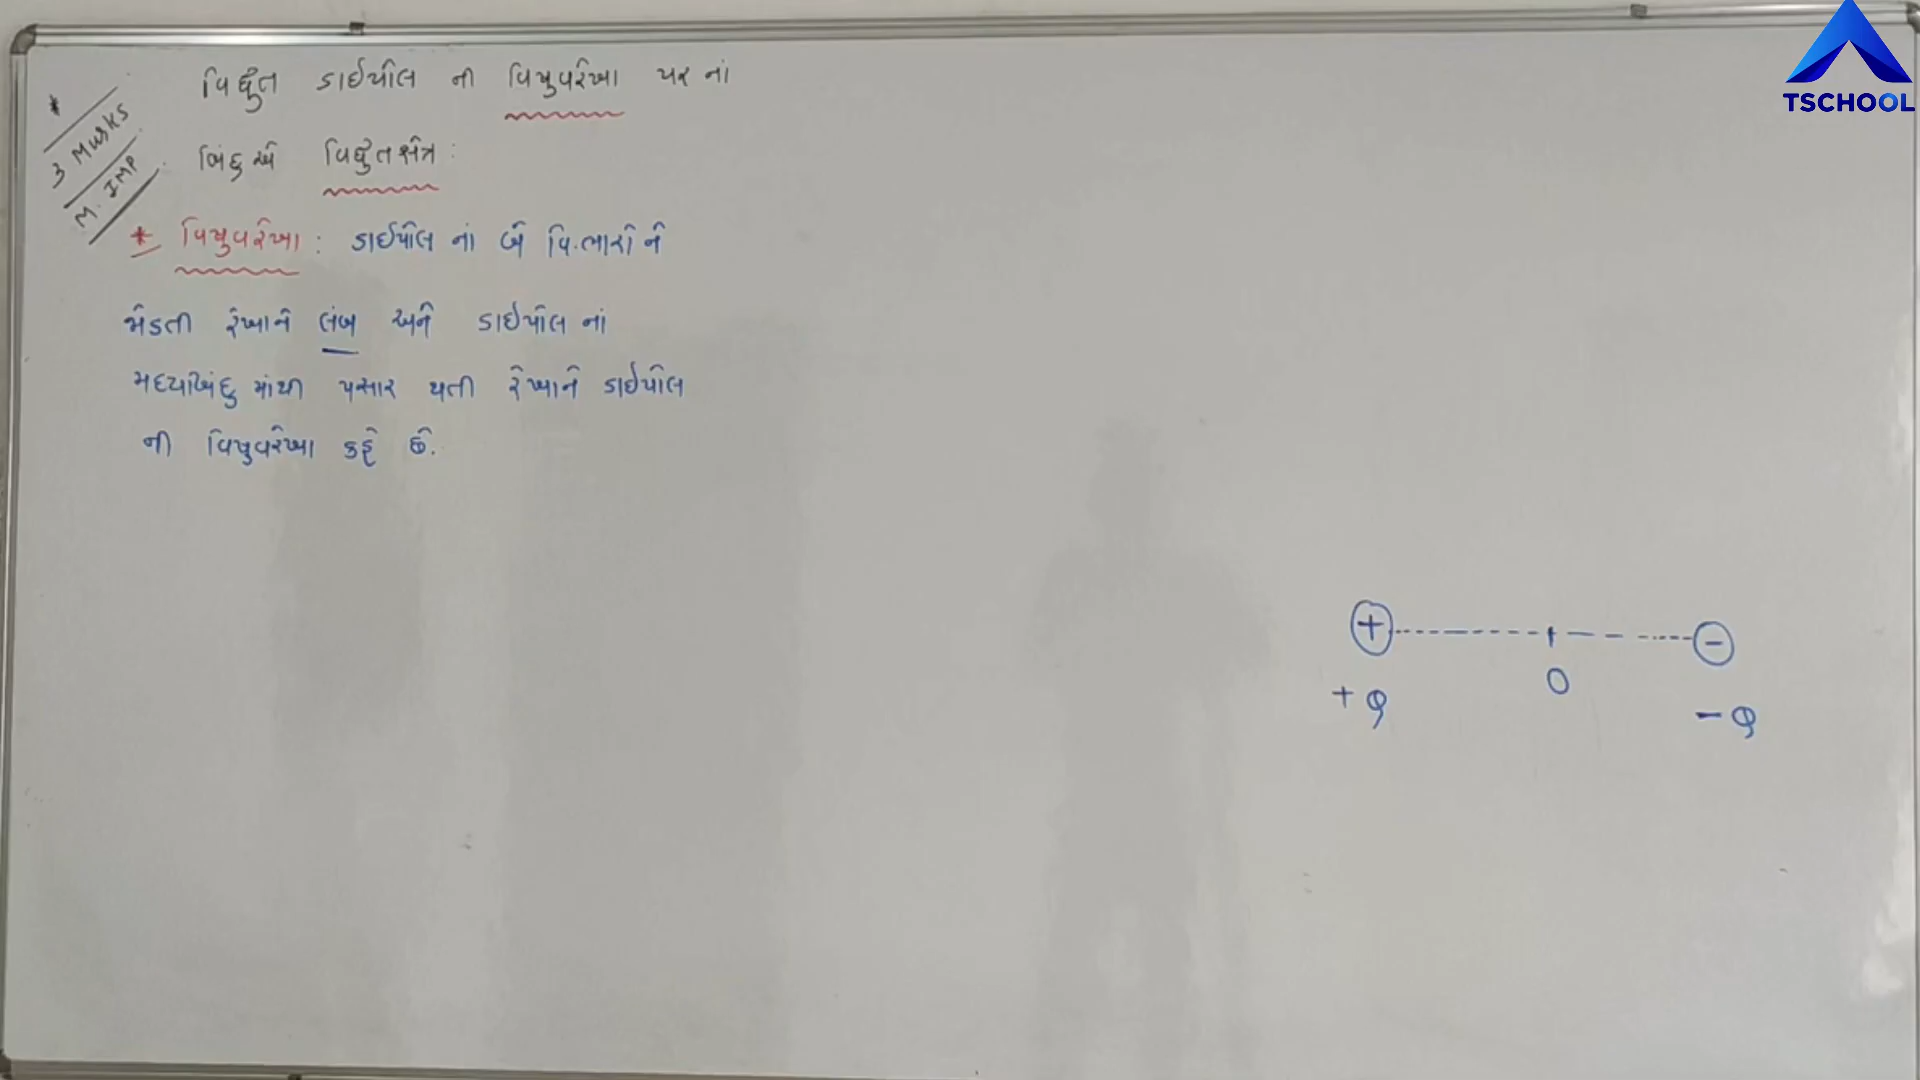 * 3 Marks
M. IMP
વિદ્યુત ડાઈપોલ ની વિષુવરેખા પર નાં
બિંદુએ વિદ્યુતક્ષેત્ર :
* વિષુવરેખા : ડાઈપોલ નાં બે વિ.ભારોને
જોડતી રેખાને લંબ અને ડાઈપોલ નાં
મધ્યબિંદુ માંથી પસાર થતી રેખાને ડાઈપોલ
ની વિષુવરેખા કહે છે.
+ −
O
+q −q
TSCHOOL